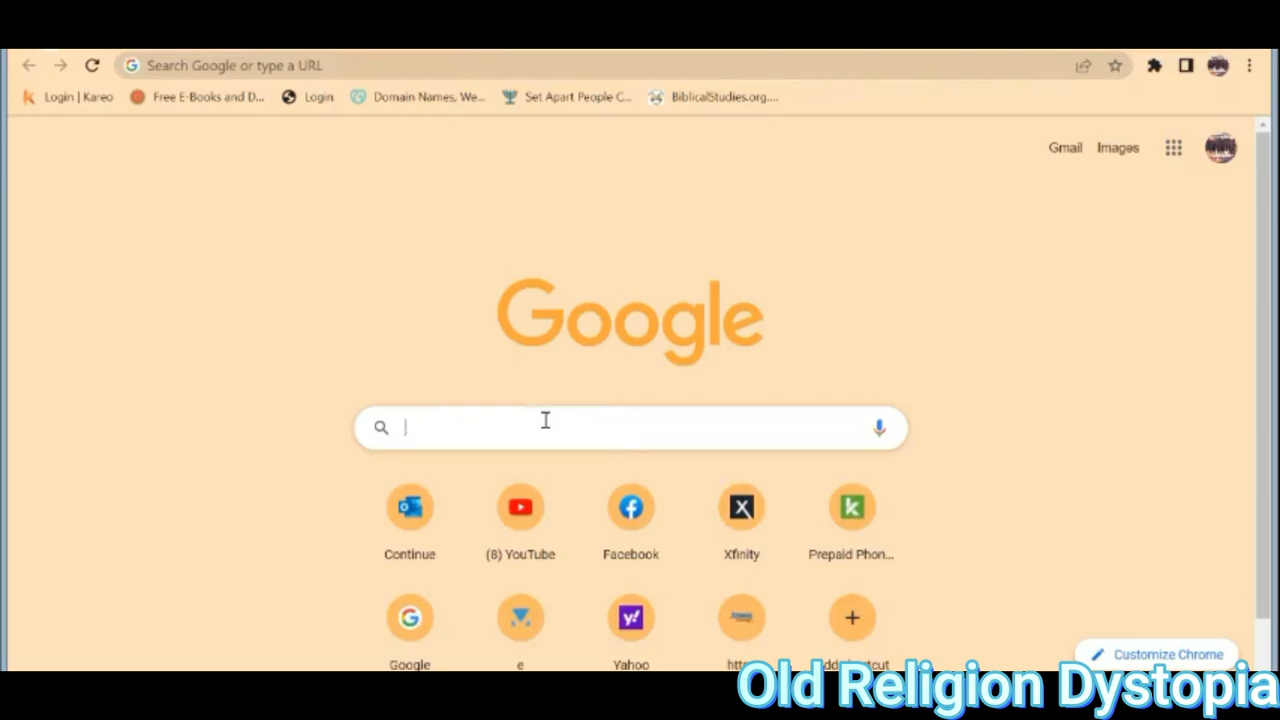 Search Google or type a URL
Login | Kareo Free E-Books and D... Login Domain Names, We... Set Apart People C... BiblicalStudies.org....
Gmail Images
Google
Continue (8) YouTube Facebook Xfinity Prepaid Phon...
Google e Yahoo
Customize Chrome
Old Religion Dystopia